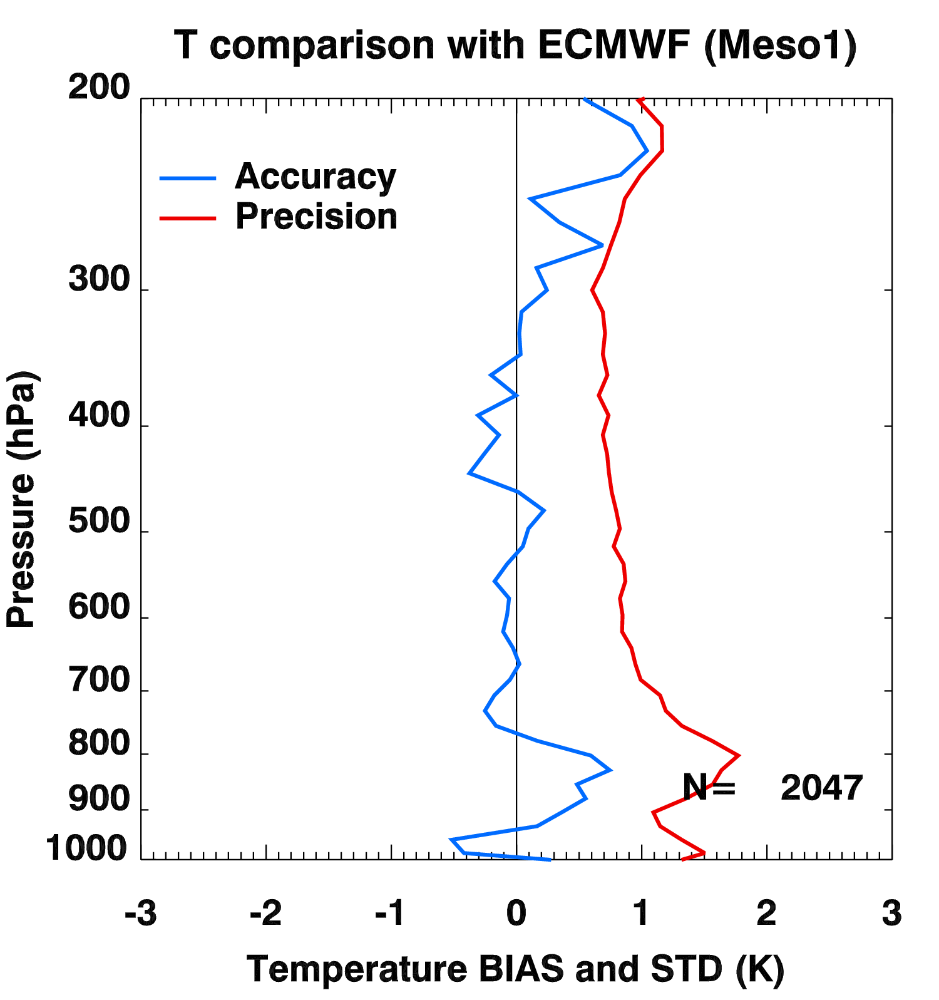 T comparison with ECMWF (Meso1)
200
300
400
500
600
700
800
900
1000
Pressure (hPa)
Accuracy
Precision
N= 2047
-3 -2 -1 0 1 2 3
Temperature BIAS and STD (K)